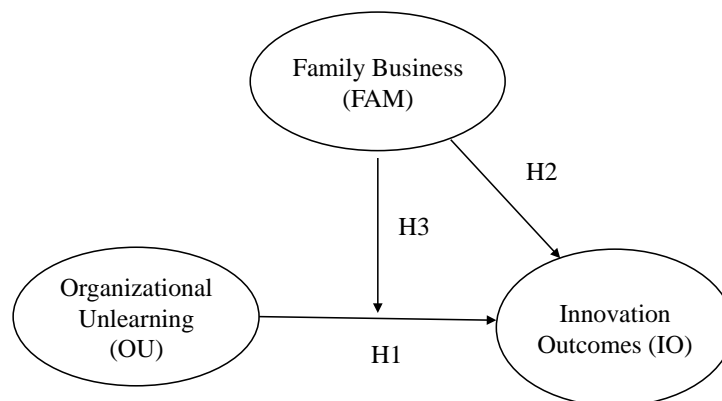 Family Business
(FAM)
H2
H3
Organizational
Unlearning
(OU)
Innovation
Outcomes (IO)
H1